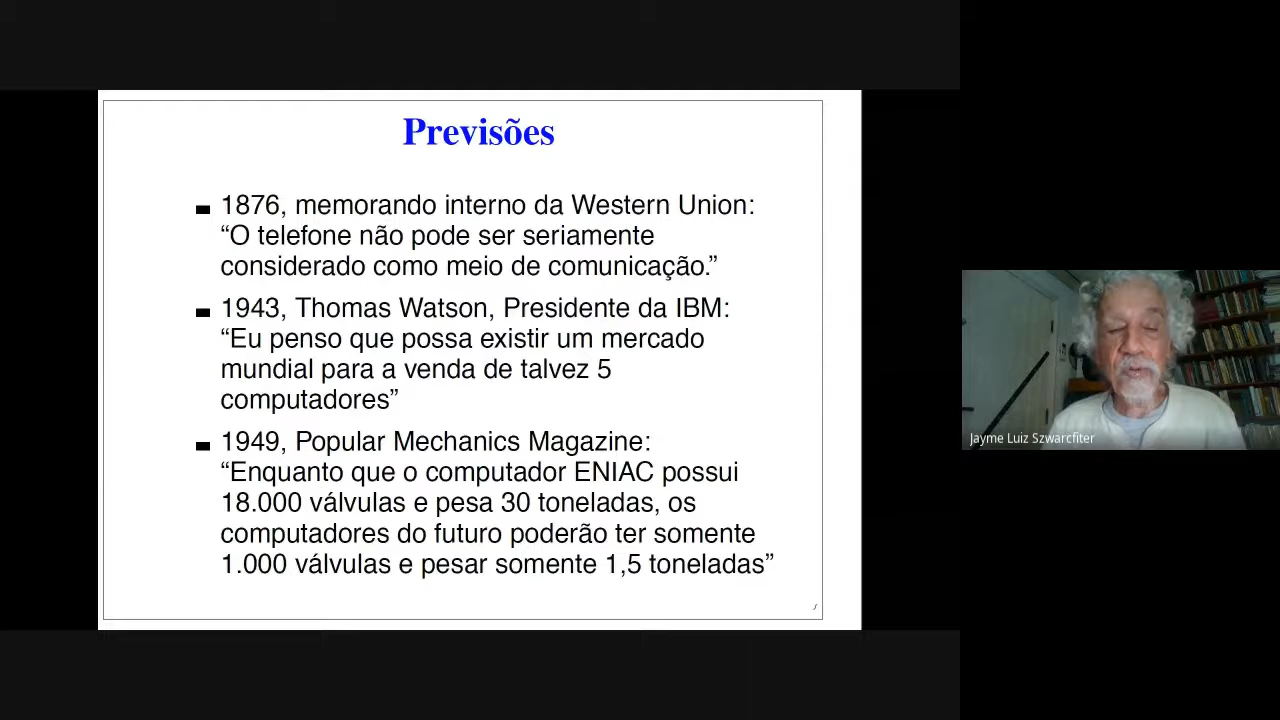 Previsões
1876, memorando interno da Western Union:
“O telefone não pode ser seriamente
considerado como meio de comunicação.”
1943, Thomas Watson, Presidente da IBM:
“Eu penso que possa existir um mercado
mundial para a venda de talvez 5
computadores”
1949, Popular Mechanics Magazine:
“Enquanto que o computador ENIAC possui
18.000 válvulas e pesa 30 toneladas, os
computadores do futuro poderão ter somente
1.000 válvulas e pesar somente 1,5 toneladas”
Jayme Luiz Szwarcfiter